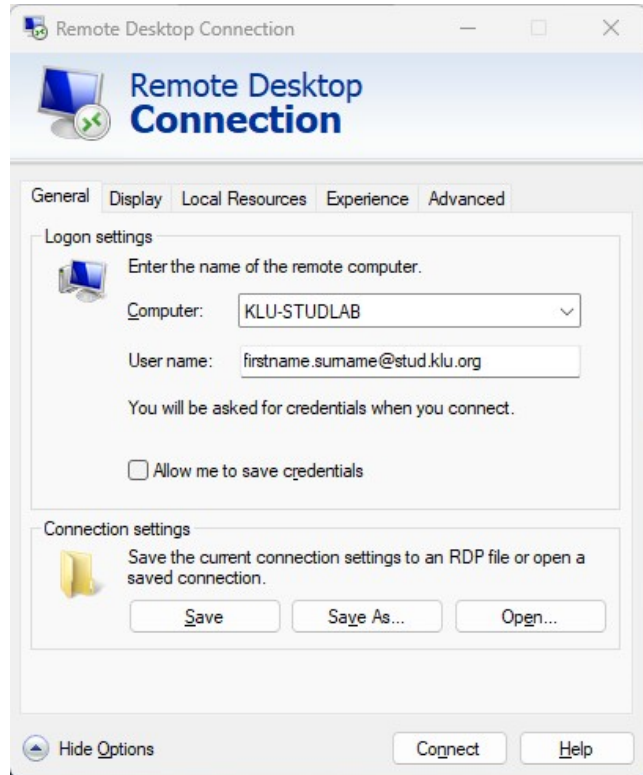 Remote Desktop Connection
Remote Desktop
Connection
General Display Local Resources Experience Advanced
Logon settings
Enter the name of the remote computer.
Computer: KLU-STUDLAB
User name: firstname.surname@stud.klu.org
You will be asked for credentials when you connect.
Allow me to save credentials
Connection settings
Save the current connection settings to an RDP file or open a
saved connection.
Save Save As... Open...
Hide Options Connect Help